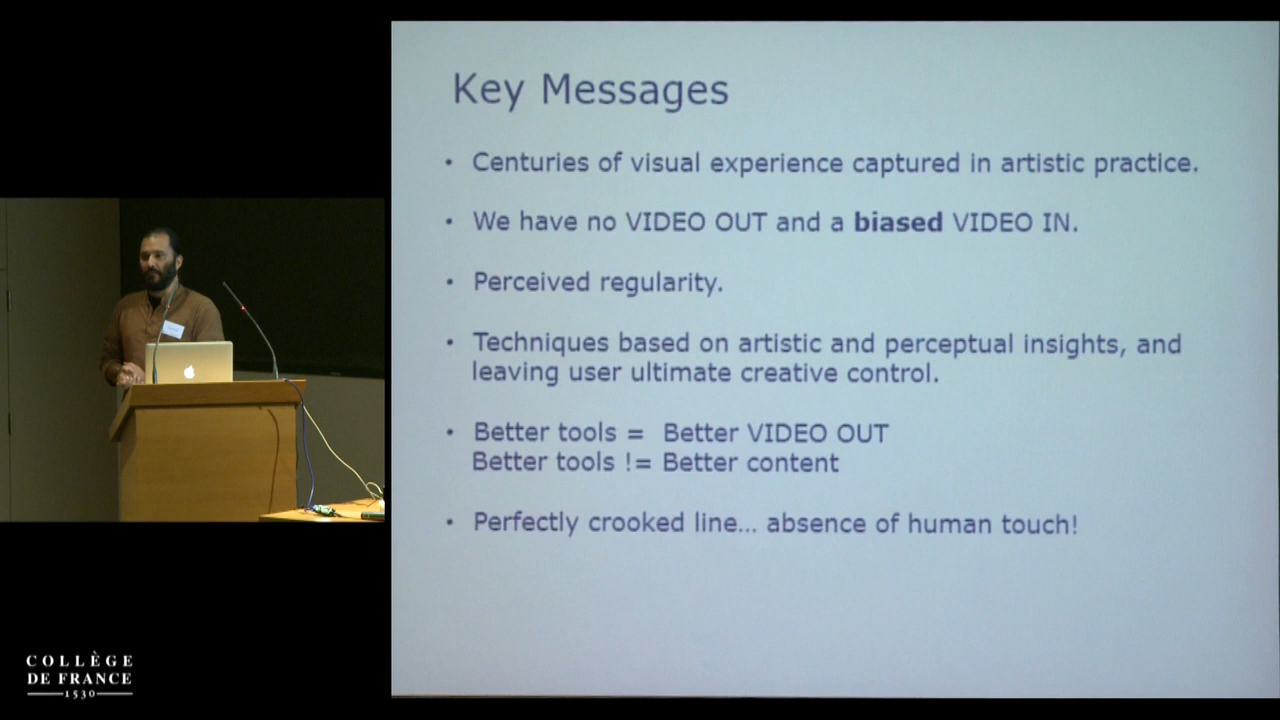 Key Messages
• Centuries of visual experience captured in artistic practice.
• We have no VIDEO OUT and a biased VIDEO IN.
• Perceived regularity.
• Techniques based on artistic and perceptual insights, and
leaving user ultimate creative control.
• Better tools = Better VIDEO OUT
Better tools != Better content
• Perfectly crooked line... absence of human touch!
COLLÈGE
DE FRANCE
1530